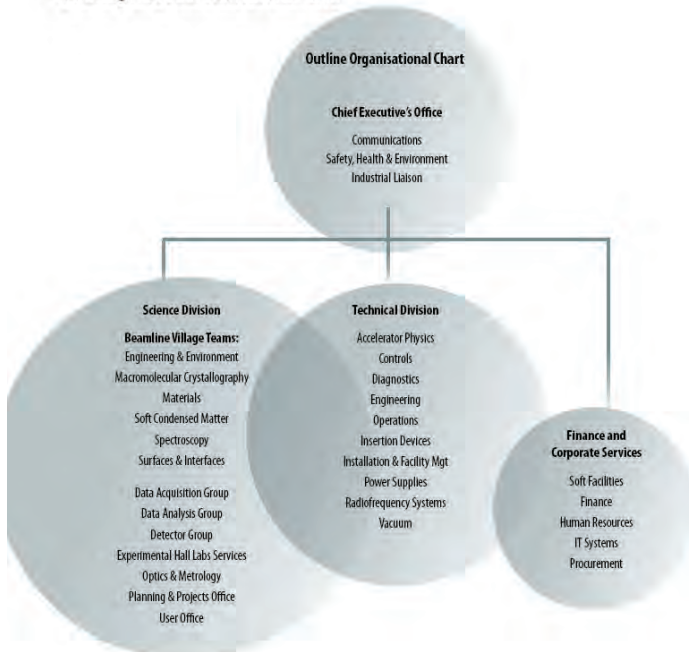 Outline Organisational Chart
Chief Executive's Office
Communications
Safety, Health & Environment
Industrial Liaison
Science Division
Beamline Village Teams:
Engineering & Environment
Macromolecular Crystallography
Materials
Soft Condensed Matter
Spectroscopy
Surfaces & Interfaces
Data Acquisition Group
Data Analysis Group
Detector Group
Experimental Hall Labs Services
Optics & Metrology
Planning & Projects Office
User Office
Technical Division
Accelerator Physics
Controls
Diagnostics
Engineering
Operations
Insertion Devices
Installation & Facility Mgt
Power Supplies
Radiofrequency Systems
Vacuum
Finance and
Corporate Services
Soft Facilities
Finance
Human Resources
IT Systems
Procurement